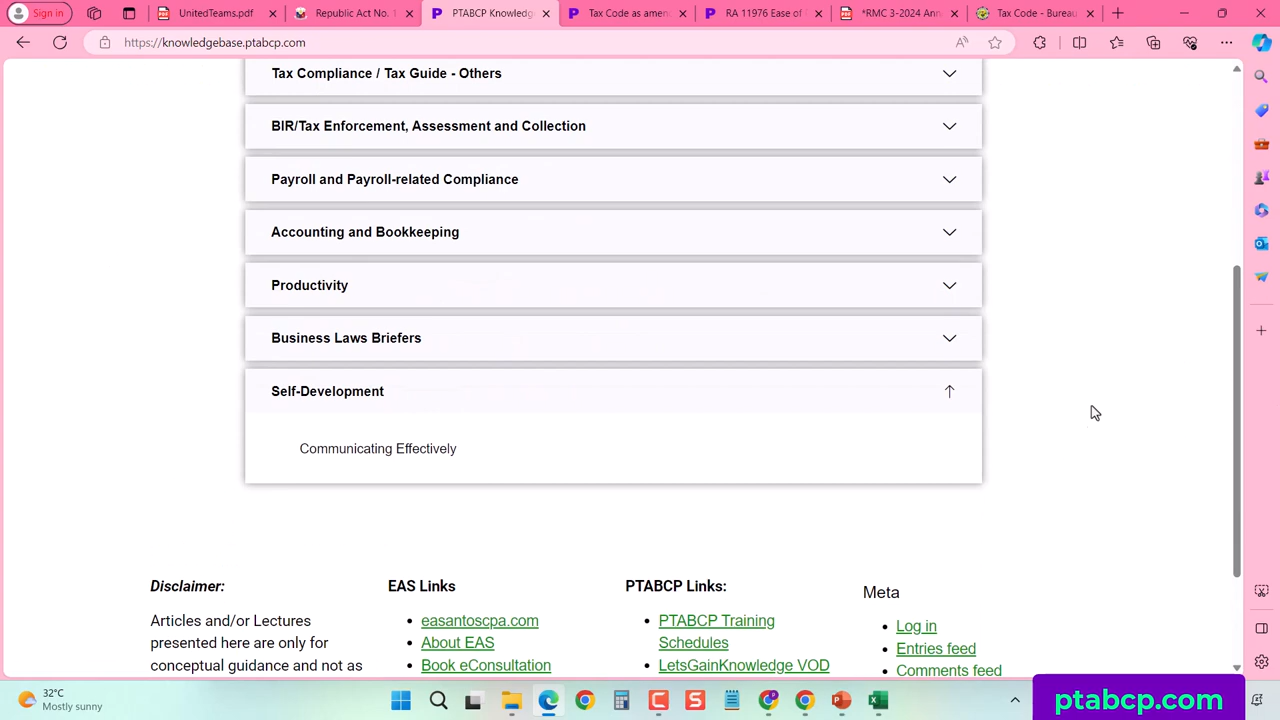 Sign in
UnitedTeams.pdf
Republic Act No. 1
PTABCP Knowledg
Tax Code as amen
RA 11976 Ease of
RMC 3-2024 Ann
Tax Code - Bureau
https://knowledgebase.ptabcp.com
Tax Compliance / Tax Guide - Others
BIR/Tax Enforcement, Assessment and Collection
Payroll and Payroll-related Compliance
Accounting and Bookkeeping
Productivity
Business Laws Briefers
Self-Development
Communicating Effectively
Disclaimer:
Articles and/or Lectures
presented here are only for
conceptual guidance and not as
EAS Links
easantoscpa.com
About EAS
Book eConsultation
PTABCP Links:
PTABCP Training
Schedules
LetsGainKnowledge VOD
Meta
Log in
Entries feed
Comments feed
32°C
Mostly sunny
ptabcp.com